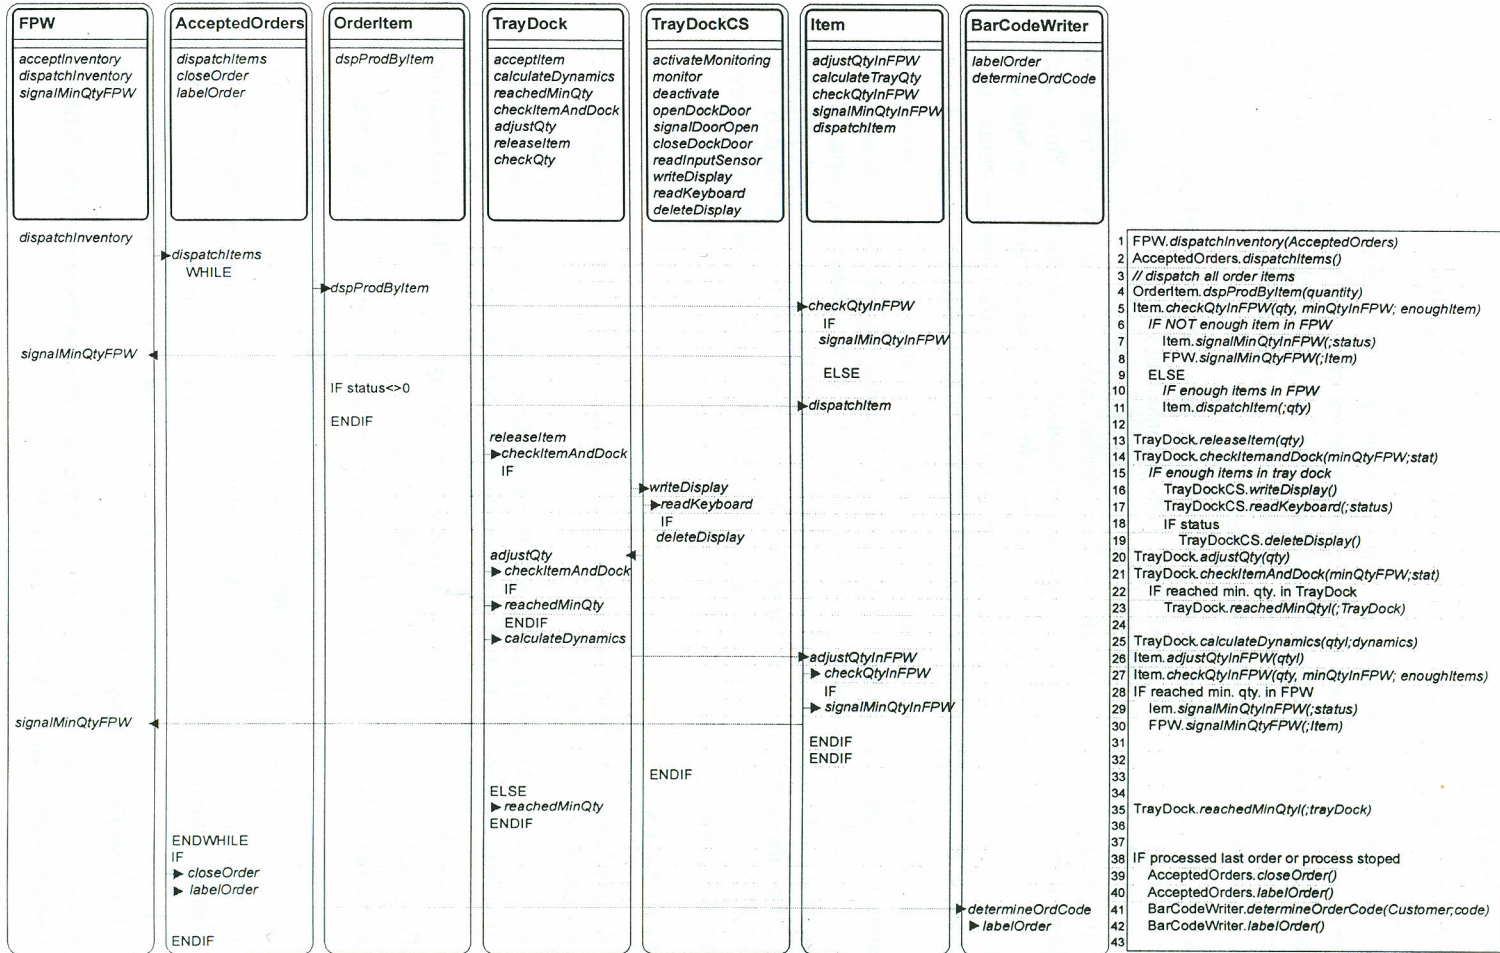 FPW
acceptInventory
dispatchInventory
signalMinQtyFPW
AcceptedOrders
dispatchItems
closeOrder
labelOrder
OrderItem
dspProdByItem
TrayDock
acceptItem
calculateDynamics
reachedMinQty
checkItemAndDock
adjustQty
releaseItem
checkQty
TrayDockCS
activateMonitoring
monitor
deactivate
openDockDoor
signalDoorOpen
closeDockDoor
readInputSensor
writeDisplay
readKeyboard
deleteDisplay
Item
adjustQtyInFPW
calculateTrayQty
checkQtyInFPW
signalMinQtyInFPW
dispatchItem
BarCodeWriter
labelOrder
determineOrdCode
dispatchInventory
dispatchItems
WHILE
dspProdByItem
checkQtyInFPW
IF
signalMinQtyInFPW
signalMinQtyFPW
ELSE
IF status<>0
dispatchItem
ENDIF
releaseItem
checkItemAndDock
IF
writeDisplay
readKeyboard
IF
deleteDisplay
adjustQty
checkItemAndDock
IF
reachedMinQty
ENDIF
calculateDynamics
adjustQtyInFPW
checkQtyInFPW
IF
signalMinQtyInFPW
signalMinQtyFPW
ENDIF
ENDIF
ENDIF
ELSE
reachedMinQty
ENDIF
ENDWHILE
IF
closeOrder
labelOrder
determineOrdCode
labelOrder
ENDIF
1 FPW.dispatchInventory(AcceptedOrders)
2 AcceptedOrders.dispatchItems()
3 // dispatch all order items
4 OrderItem.dspProdByItem(quantity)
5 Item.checkQtyInFPW(qty, minQtyInFPW; enoughItem)
6 IF NOT enough item in FPW
7 Item.signalMinQtyInFPW(;status)
8 FPW.signalMinQtyFPW(;Item)
9 ELSE
10 IF enough items in FPW
11 Item.dispatchItem(;qty)
12
13 TrayDock.releaseItem(qty)
14 TrayDock.checkItemandDock(minQtyFPW;stat)
15 IF enough items in tray dock
16 TrayDockCS.writeDisplay()
17 TrayDockCS.readKeyboard(;status)
18 IF status
19 TrayDockCS.deleteDisplay()
20 TrayDock.adjustQty(qty)
21 TrayDock.checkItemAndDock(minQtyFPW;stat)
22 IF reached min. qty. in TrayDock
23 TrayDock.reachedMinQtyI(;TrayDock)
24
25 TrayDock.calculateDynamics(qtyI;dynamics)
26 Item.adjustQtyInFPW(qtyI)
27 Item.checkQtyInFPW(qty, minQtyInFPW; enoughItems)
28 IF reached min. qty. in FPW
29 Iem.signalMinQtyInFPW(;status)
30 FPW.signalMinQtyFPW(;Item)
31
32
33
34
35 TrayDock.reachedMinQtyI(;trayDock)
36
37
38 IF processed last order or process stoped
39 AcceptedOrders.closeOrder()
40 AcceptedOrders.labelOrder()
41 BarCodeWriter.determineOrderCode(Customer;code)
42 BarCodeWriter.labelOrder()
43